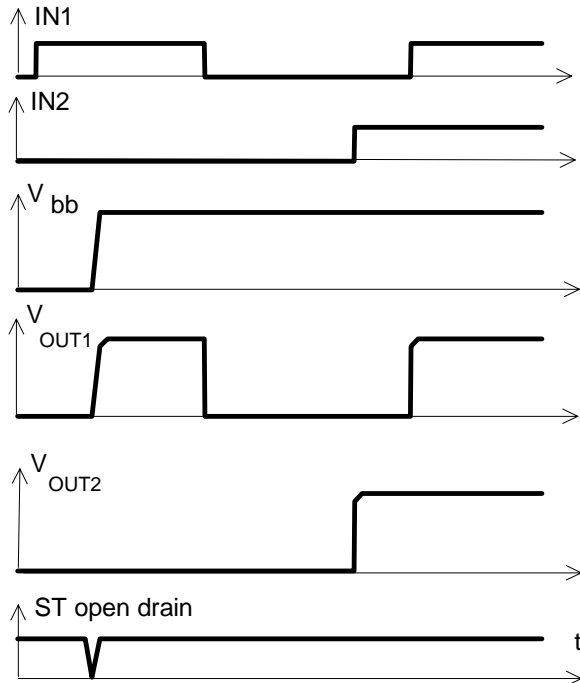 IN1
IN2
V bb
V OUT1
V OUT2
ST open drain
t